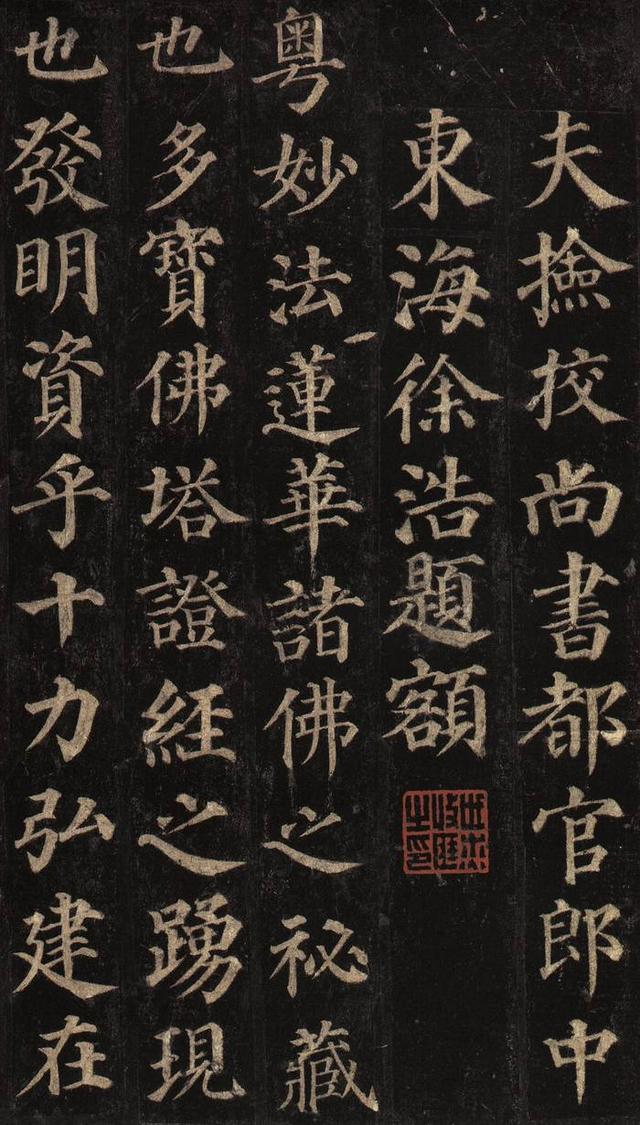 夫撿挍尚書都官郎中
東海徐浩題額
粵妙法蓮華諸佛之祕藏
也多寶佛塔證經之踴現
也發明資乎十力弘建在